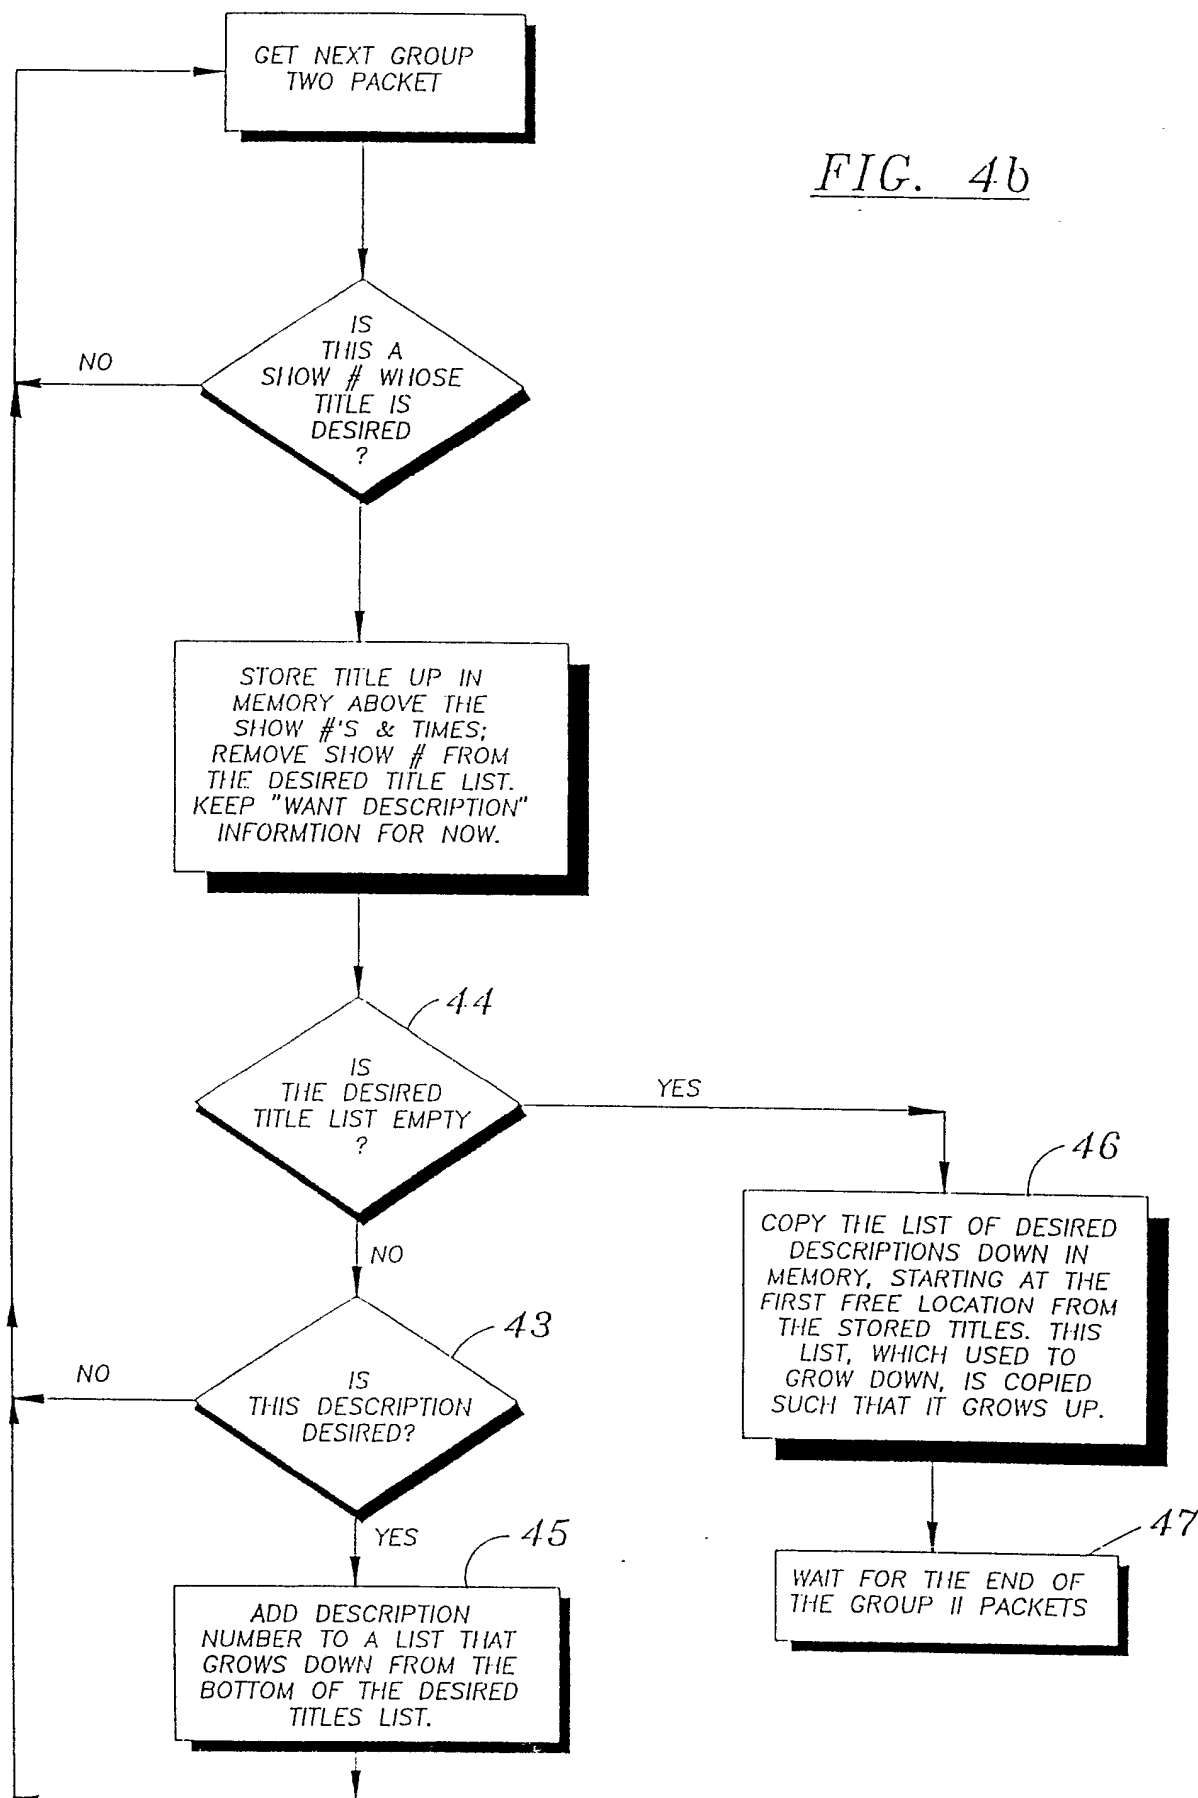 GET NEXT GROUP
TWO PACKET
FIG. 4b
IS
THIS A
SHOW # WHOSE
TITLE IS
DESIRED
?
NO
STORE TITLE UP IN
MEMORY ABOVE THE
SHOW #'S & TIMES;
REMOVE SHOW # FROM
THE DESIRED TITLE LIST.
KEEP "WANT DESCRIPTION"
INFORMTION FOR NOW.
44
IS
THE DESIRED
TITLE LIST EMPTY
?
YES
NO
46
COPY THE LIST OF DESIRED
DESCRIPTIONS DOWN IN
MEMORY, STARTING AT THE
FIRST FREE LOCATION FROM
THE STORED TITLES. THIS
LIST, WHICH USED TO
GROW DOWN, IS COPIED
SUCH THAT IT GROWS UP.
43
IS
THIS DESCRIPTION
DESIRED?
NO
YES
45
ADD DESCRIPTION
NUMBER TO A LIST THAT
GROWS DOWN FROM THE
BOTTOM OF THE DESIRED
TITLES LIST.
47
WAIT FOR THE END OF
THE GROUP II PACKETS